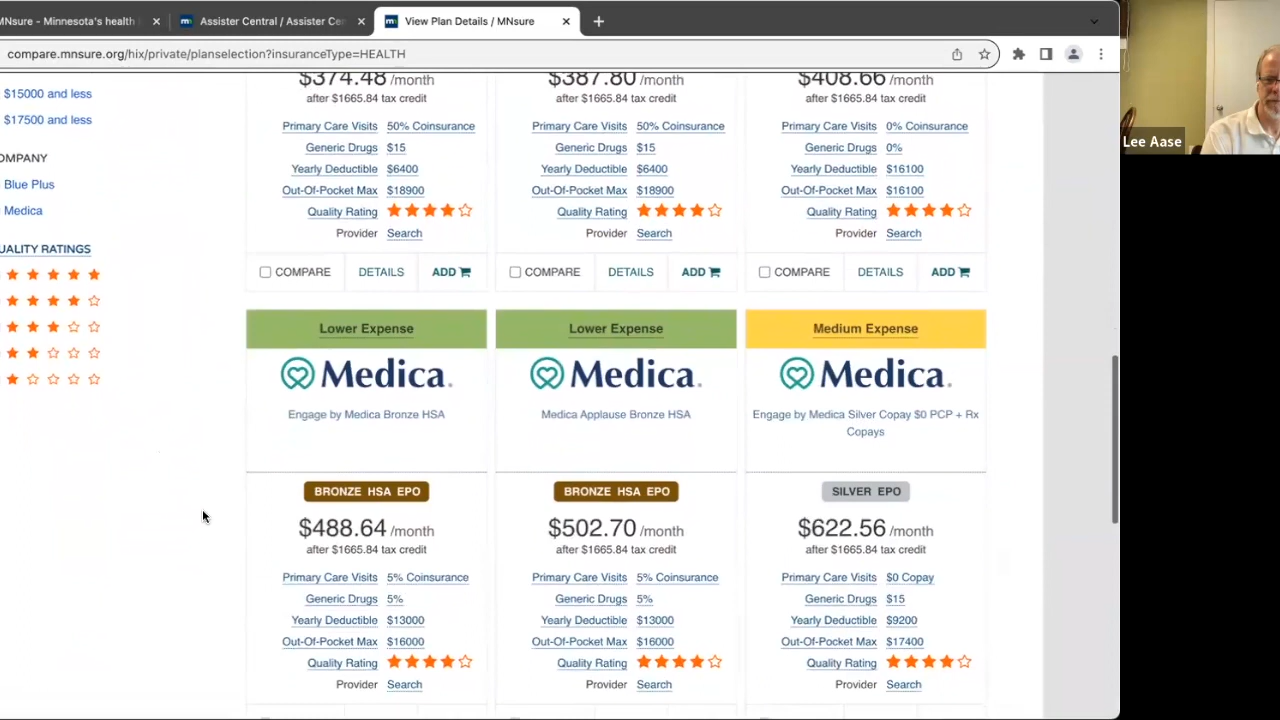 MNsure - Minnesota's health
Assister Central / Assister Ce
View Plan Details / MNsure
compare.mnsure.org/hix/private/planselection?insuranceType=HEALTH
Lee Aase
$15000 and less
$17500 and less
OMPANY
Blue Plus
Medica
UALITY RATINGS
$374.48 /month
after $1665.84 tax credit
Primary Care Visits 50% Coinsurance
Generic Drugs $15
Yearly Deductible $6400
Out-Of-Pocket Max $18900
Quality Rating
Provider Search
COMPARE DETAILS ADD
$387.80 /month
after $1665.84 tax credit
Primary Care Visits 50% Coinsurance
Generic Drugs $15
Yearly Deductible $6400
Out-Of-Pocket Max $18900
Quality Rating
Provider Search
COMPARE DETAILS ADD
$408.66 /month
after $1665.84 tax credit
Primary Care Visits 0% Coinsurance
Generic Drugs 0%
Yearly Deductible $16100
Out-Of-Pocket Max $16100
Quality Rating
Provider Search
COMPARE DETAILS ADD
Lower Expense
Medica.
Engage by Medica Bronze HSA
BRONZE HSA EPO
$488.64 /month
after $1665.84 tax credit
Primary Care Visits 5% Coinsurance
Generic Drugs 5%
Yearly Deductible $13000
Out-Of-Pocket Max $16000
Quality Rating
Provider Search
Lower Expense
Medica.
Medica Applause Bronze HSA
BRONZE HSA EPO
$502.70 /month
after $1665.84 tax credit
Primary Care Visits 5% Coinsurance
Generic Drugs 5%
Yearly Deductible $13000
Out-Of-Pocket Max $16000
Quality Rating
Provider Search
Medium Expense
Medica.
Engage by Medica Silver Copay $0 PCP + Rx
Copays
SILVER EPO
$622.56 /month
after $1665.84 tax credit
Primary Care Visits $0 Copay
Generic Drugs $15
Yearly Deductible $9200
Out-Of-Pocket Max $17400
Quality Rating
Provider Search